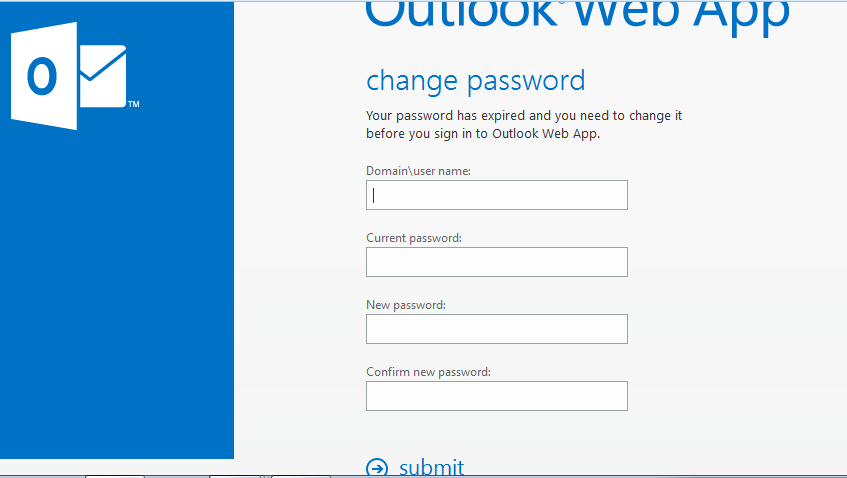 Outlook Web App
O
TM
change password
Your password has expired and you need to change it
before you sign in to Outlook Web App.
Domain\user name:
Current password:
New password:
Confirm new password:
submit